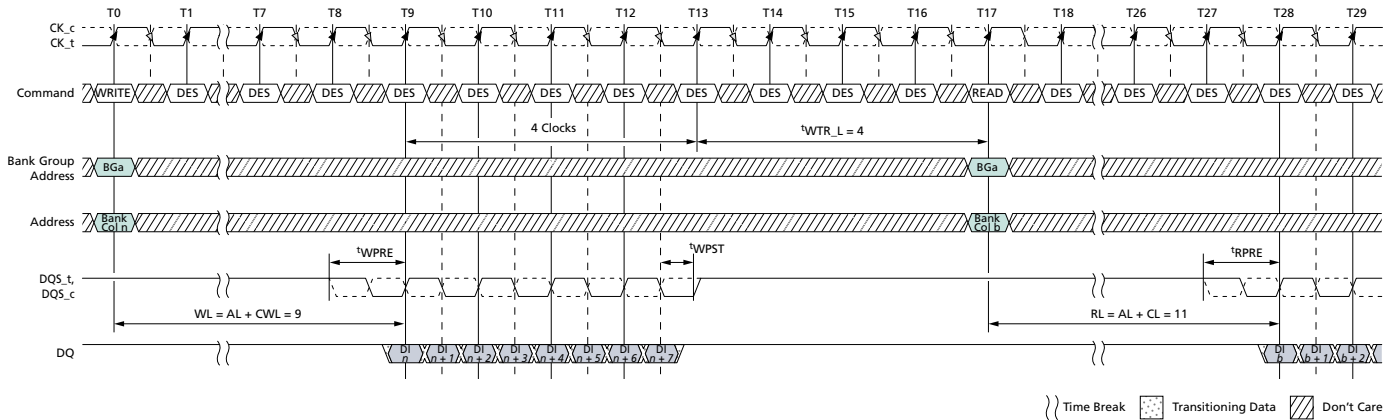 T0 T1 T7 T8 T9 T10 T11 T12 T13 T14 T15 T16 T17 T18 T26 T27 T28 T29
CK_c
CK_t
Command WRITE DES DES DES DES DES DES DES DES DES DES DES READ DES DES DES DES DES
4 Clocks tWTR_L = 4
Bank Group
Address
BGa BGa
Address
Bank
Col n
Bank
Col b
tWPRE tWPST tRPRE
DQS_t,
DQS_c
WL = AL + CWL = 9 RL = AL + CL = 11
DQ
DI
n
DI
n + 1
DI
n + 2
DI
n + 3
DI
n + 4
DI
n + 5
DI
n + 6
DI
n + 7
DI
b
DI
b + 1
DI
b + 2
Time Break Transitioning Data Don't Care